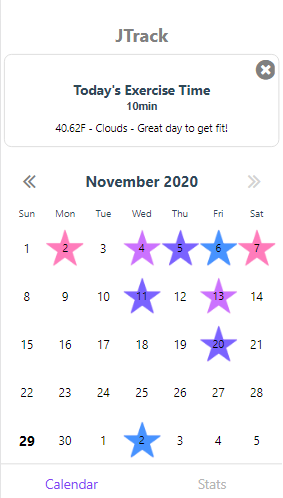 JTrack
Today's Exercise Time
10min
40.62F - Clouds - Great day to get fit!
November 2020
Sun Mon Tue Wed Thu Fri Sat
1 2 3 4 5 6 7
8 9 10 11 12 13 14
15 16 17 18 19 20 21
22 23 24 25 26 27 28
29 30 1 2 3 4 5
Calendar Stats